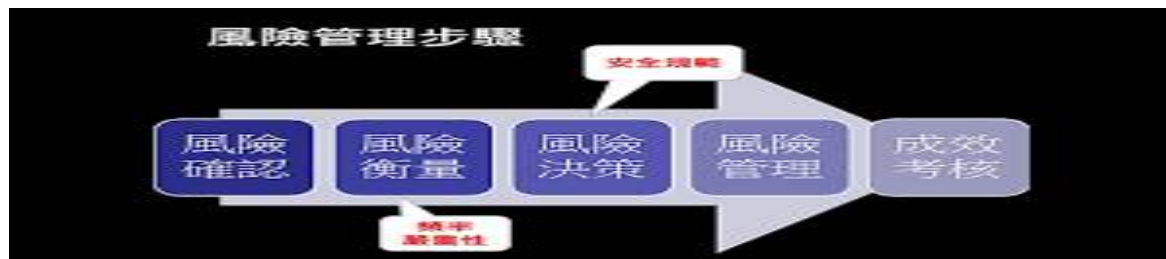 風險管理步驟
安全規範
風險
確認
風險
衡量
風險
決策
風險
管理
成效
考核
頻率
嚴重性